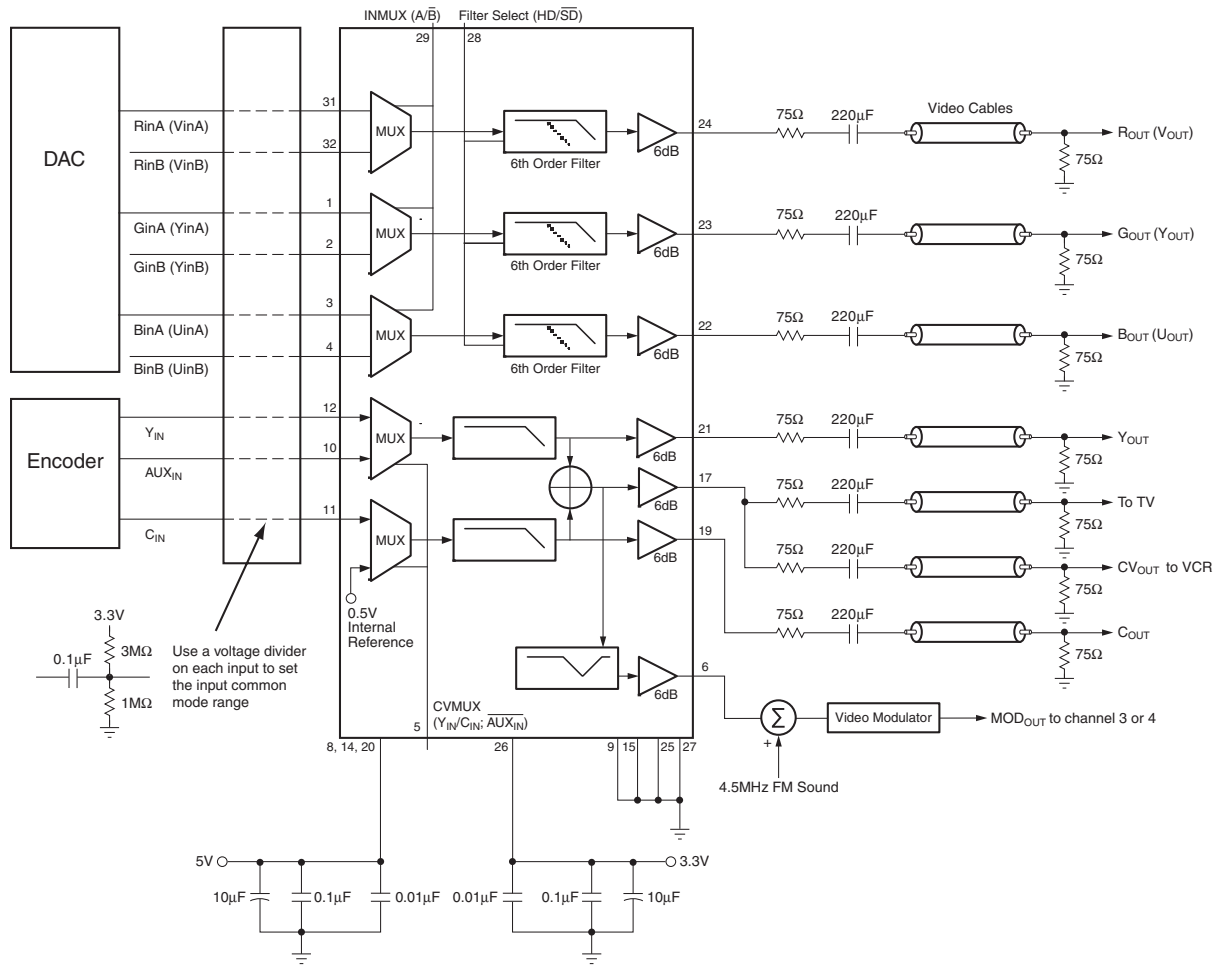 INMUX (A/B̅)
Filter Select (HD/S̅D̅)
29
28
DAC
RinA (VinA)
31
RinB (VinB)
32
MUX
6th Order Filter
6dB
24
75Ω
220µF
Video Cables
ROUT (VOUT)
75Ω
GinA (YinA)
1
GinB (YinB)
2
MUX
6th Order Filter
6dB
23
75Ω
220µF
GOUT (YOUT)
75Ω
BinA (UinA)
3
BinB (UinB)
4
MUX
6th Order Filter
6dB
22
75Ω
220µF
BOUT (UOUT)
75Ω
Encoder
YIN
12
AUXIN
10
MUX
6dB
21
75Ω
220µF
YOUT
75Ω
6dB
17
75Ω
220µF
To TV
75Ω
CIN
11
MUX
6dB
19
75Ω
220µF
CVOUT to VCR
75Ω
75Ω
220µF
COUT
75Ω
0.5V
Internal
Reference
3.3V
3MΩ
0.1µF
1MΩ
Use a voltage divider
on each input to set
the input common
mode range
6dB
6
Σ
+
Video Modulator
MODOUT to channel 3 or 4
4.5MHz FM Sound
CVMUX
(YIN/CIN; A̅U̅X̅I̅N̅)
5
8, 14, 20
26
9
15
25
27
5V
10µF
0.1µF
0.01µF
3.3V
0.01µF
0.1µF
10µF